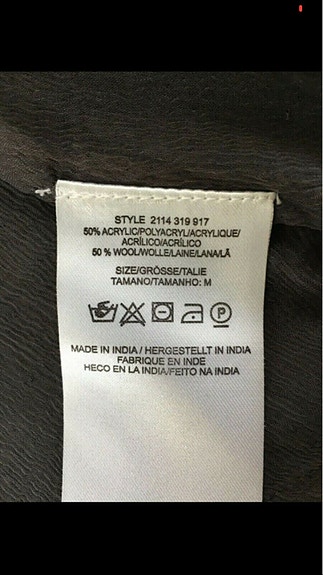 STYLE 2114 319 917
50% ACRYLIC/POLYACRYL/ACRYLIQUE/
ACRÍLICO/ACRÍLICO
50 % WOOL/WOLLE/LAINE/LANA/LÃ
SIZE/GRÖSSE/TALIE
TAMANO/TAMANHO: M
P
MADE IN INDIA / HERGESTELLT IN INDIA
FABRIQUE EN INDE
HECO EN LA INDIA/FEITO NA INDIA